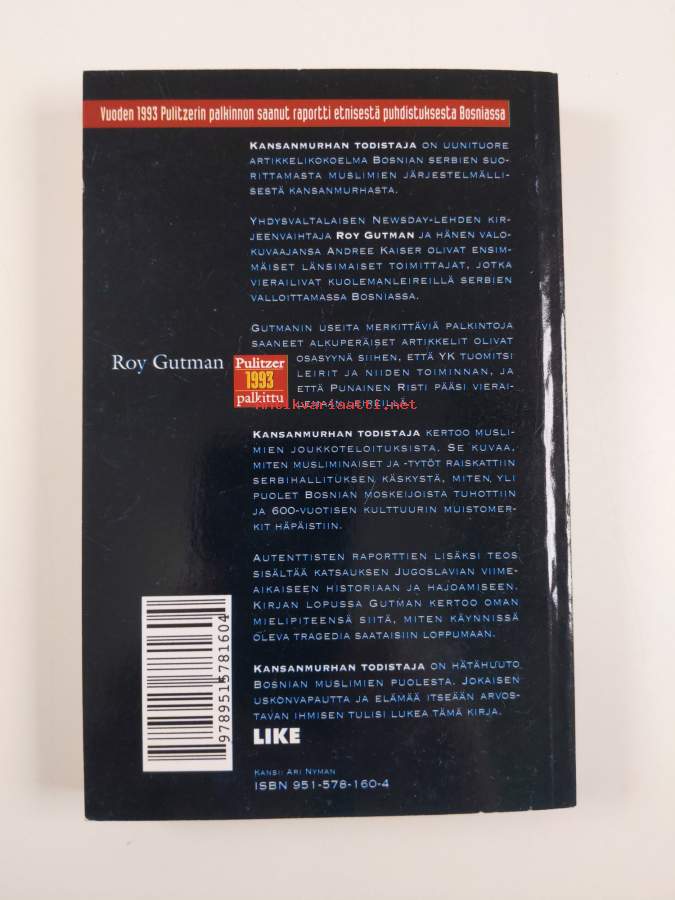 Vuoden 1993 Pulitzerin palkinnon saanut raportti etnisestä puhdistuksesta Bosniassa
KANSANMURHAN TODISTAJA ON UUNITUORE
ARTIKKELIKOKOELMA BOSNIAN SERBIEN SUO-
RITTAMASTA MUSLIMIEN JÄRJESTELMÄLLI-
SESTÄ KANSANMURHASTA.
YHDYSVALTALAISEN NEWSDAY-LEHDEN KIR-
JEENVAIHTAJA ROY GUTMAN JA HÄNEN VALO-
KUVAAJANSA ANDREE KAISER OLIVAT ENSIM-
MÄISET LÄNSIMAISET TOIMITTAJAT, JOTKA
VIERAILIVAT KUOLEMANLEIREILLÄ SERBIEN
VALLOITTAMASSA BOSNIASSA.
GUTMANIN USEITA MERKITTÄVIÄ PALKINTOJA
SAANEET ALKUPERÄISET ARTIKKELIT OLIVAT
OSASYYNÄ SIIHEN, ETTÄ YK TUOMITSI
LEIRIT JA NIIDEN TOIMINNAN, JA
ETTÄ PUNAINEN RISTI PÄÄSI VIERAI-
LEMAAN LEIREILLÄ.
Roy Gutman
Pulitzer
1993
palkittu
Antikvariaatti.net
KANSANMURHAN TODISTAJA KERTOO MUSLI-
MIEN JOUKKOTELOITUKSISTA. SE KUVAA,
MITEN MUSLIMINAISET JA -TYTÖT RAISKATTIIN
SERBIHALLITUKSEN KÄSKYSTÄ, MITEN YLI
PUOLET BOSNIAN MOSKEIJOISTA TUHOTTIIN
JA 600-VUOTISEN KULTTUURIN MUISTOMER-
KIT HÄPÄISTIIN.
AUTENTTISTEN RAPORTTIEN LISÄKSI TEOS
SISÄLTÄÄ KATSAUKSEN JUGOSLAVIAN VIIME-
AIKAISEEN HISTORIAAN JA HAJOAMISEEN.
KIRJAN LOPUSSA GUTMAN KERTOO OMAN
MIELIPITEENSÄ SIITÄ, MITEN KÄYNNISSÄ
OLEVA TRAGEDIA SAATAISIIN LOPPUMAAN.
KANSANMURHAN TODISTAJA ON HÄTÄHUUTO
BOSNIAN MUSLIMIEN PUOLESTA. JOKAISEN
USKONVAPAUTTA JA ELÄMÄÄ ITSEÄÄN ARVOS-
TAVAN IHMISEN TULISI LUKEA TÄMÄ KIRJA.
LIKE
KANSI: ARI NYMAN
ISBN 951-578-160-4
9789515781604